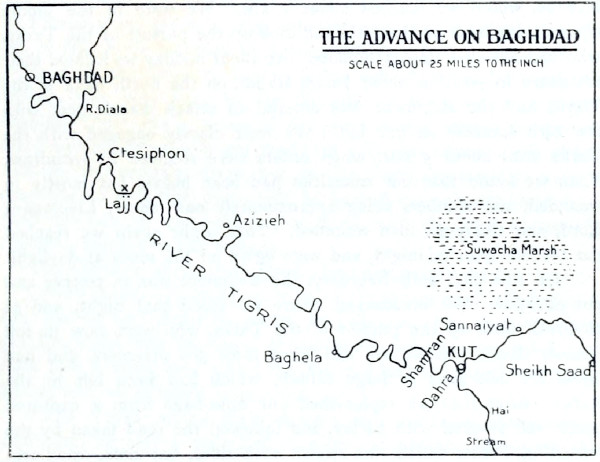 THE ADVANCE ON BAGHDAD
SCALE ABOUT 25 MILES TO THE INCH
BAGHDAD
R.Diala
Ctesiphon
Lajj
Azizieh
RIVER TIGRIS
Suwacha Marsh
Sannaiyat
Baghela
Shamran
KUT
Sheikh Saad
Dahra
Hai
Stream